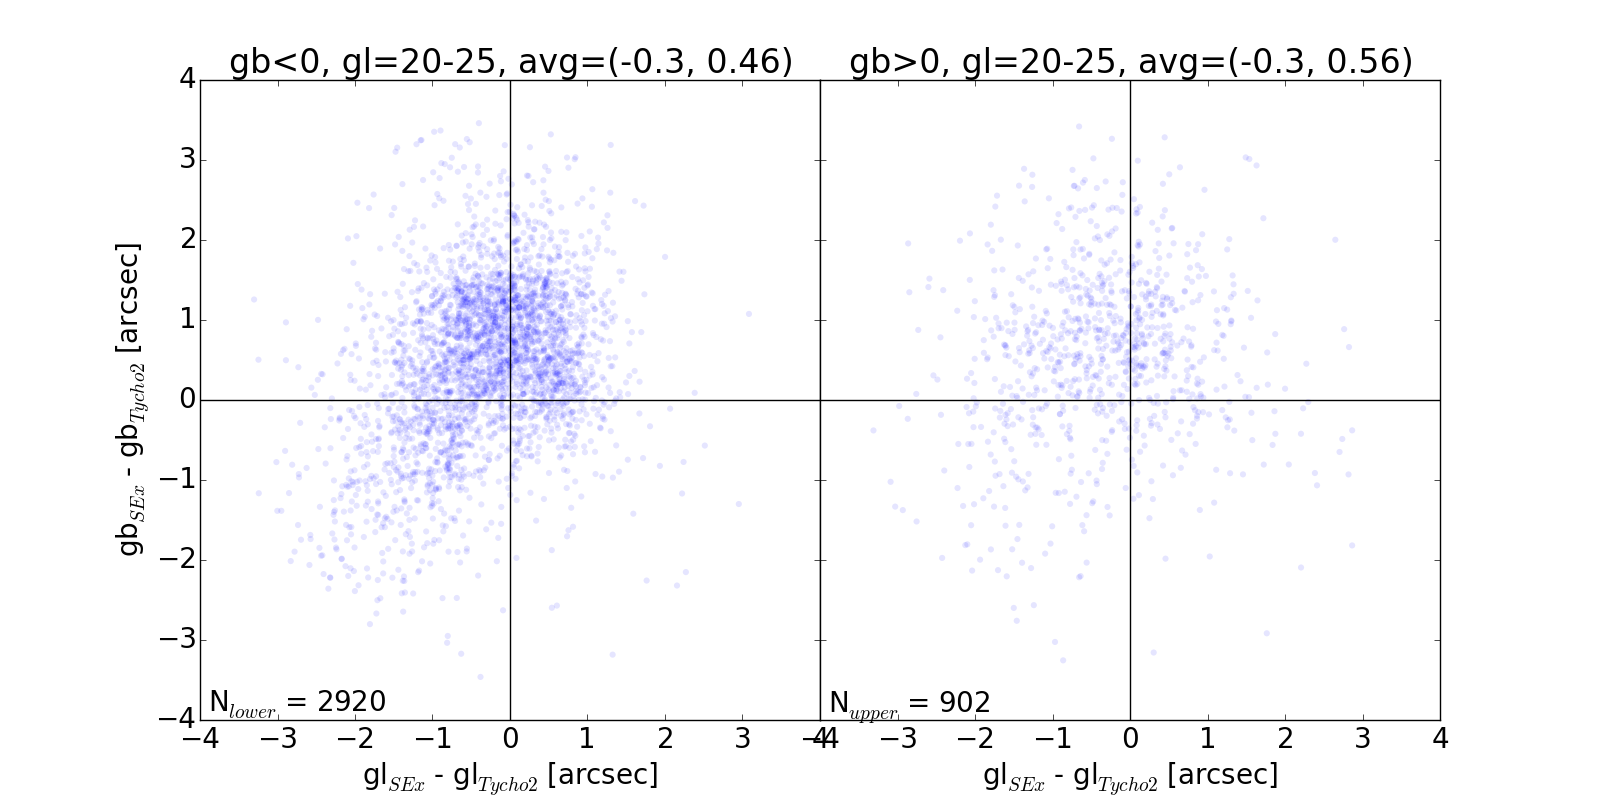 gb<0, gl=20-25, avg=(-0.3, 0.46)
gb>0, gl=20-25, avg=(-0.3, 0.56)
4
3
2
1
0
−1
−2
−3
−4
gb_SEx - gb_Tycho2 [arcsec]
N_lower = 2920
N_upper = 902
−4 −3 −2 −1 0 1 2 3 4
−4 −3 −2 −1 0 1 2 3 4
gl_SEx - gl_Tycho2 [arcsec]
gl_SEx - gl_Tycho2 [arcsec]